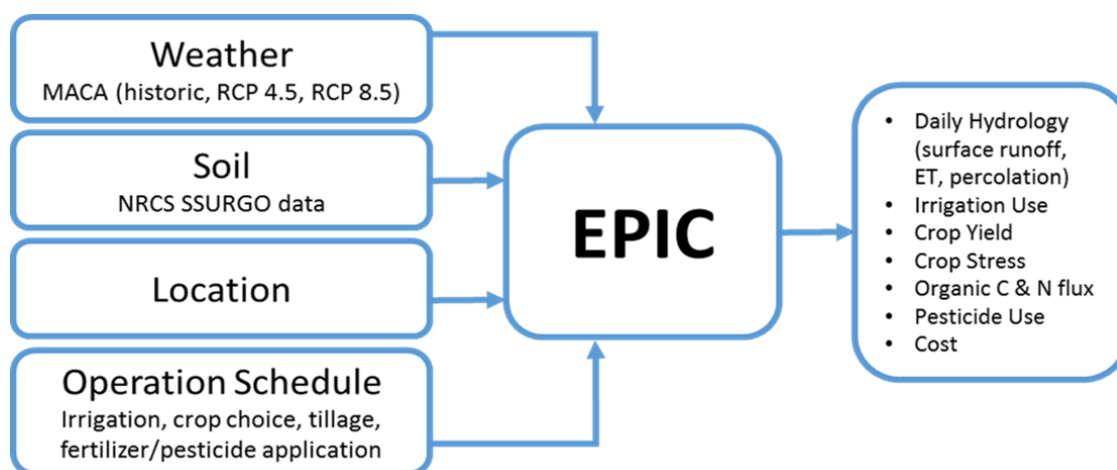 Weather
MACA (historic, RCP 4.5, RCP 8.5)
Soil
NRCS SSURGO data
Location
Operation Schedule
Irrigation, crop choice, tillage,
fertilizer/pesticide application
EPIC
• Daily Hydrology
(surface runoff,
ET, percolation)
• Irrigation Use
• Crop Yield
• Crop Stress
• Organic C & N flux
• Pesticide Use
• Cost